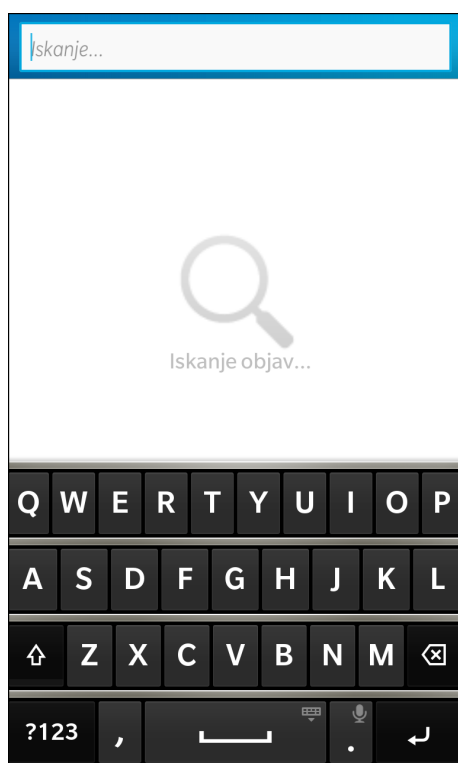 Iskanje...
Iskanje objav...
Q W E R T Y U I O P
A S D F G H J K L
Z X C V B N M
?123 , .